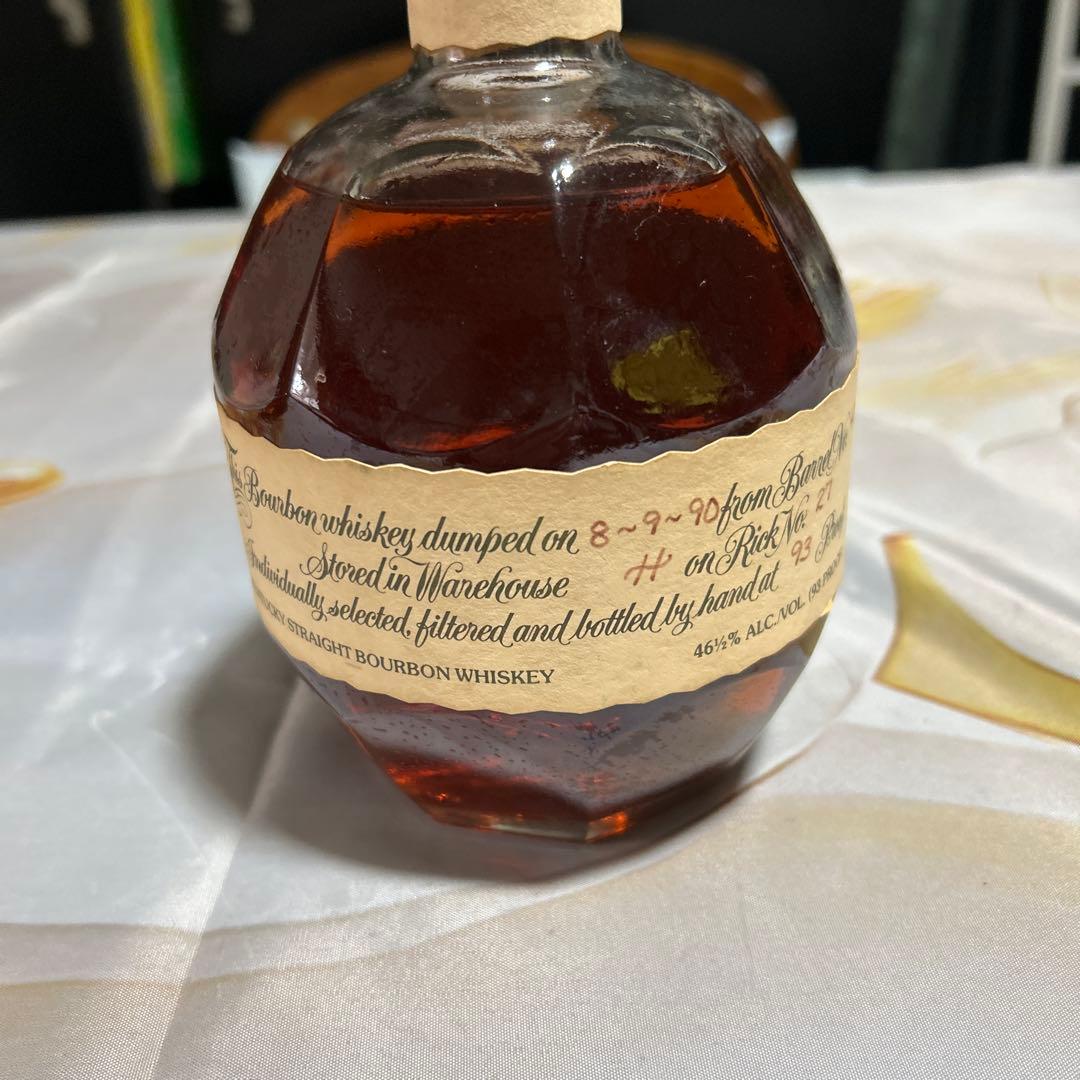 This Bourbon whiskey dumped on 8~9~90 from Barrel No.
Stored in Warehouse H on Rick No. 27
Individually selected, filtered and bottled by hand at 93
STRAIGHT BOURBON WHISKEY 46½% ALC./VOL. (93 PROOF